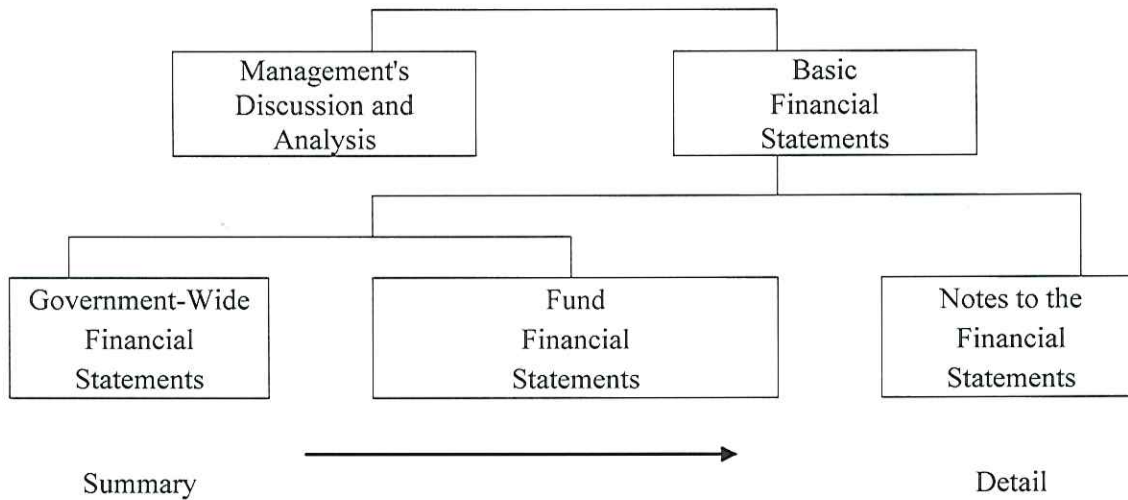 Management's
Discussion and
Analysis
Basic
Financial
Statements
Government-Wide
Financial
Statements
Fund
Financial
Statements
Notes to the
Financial
Statements
Summary
Detail